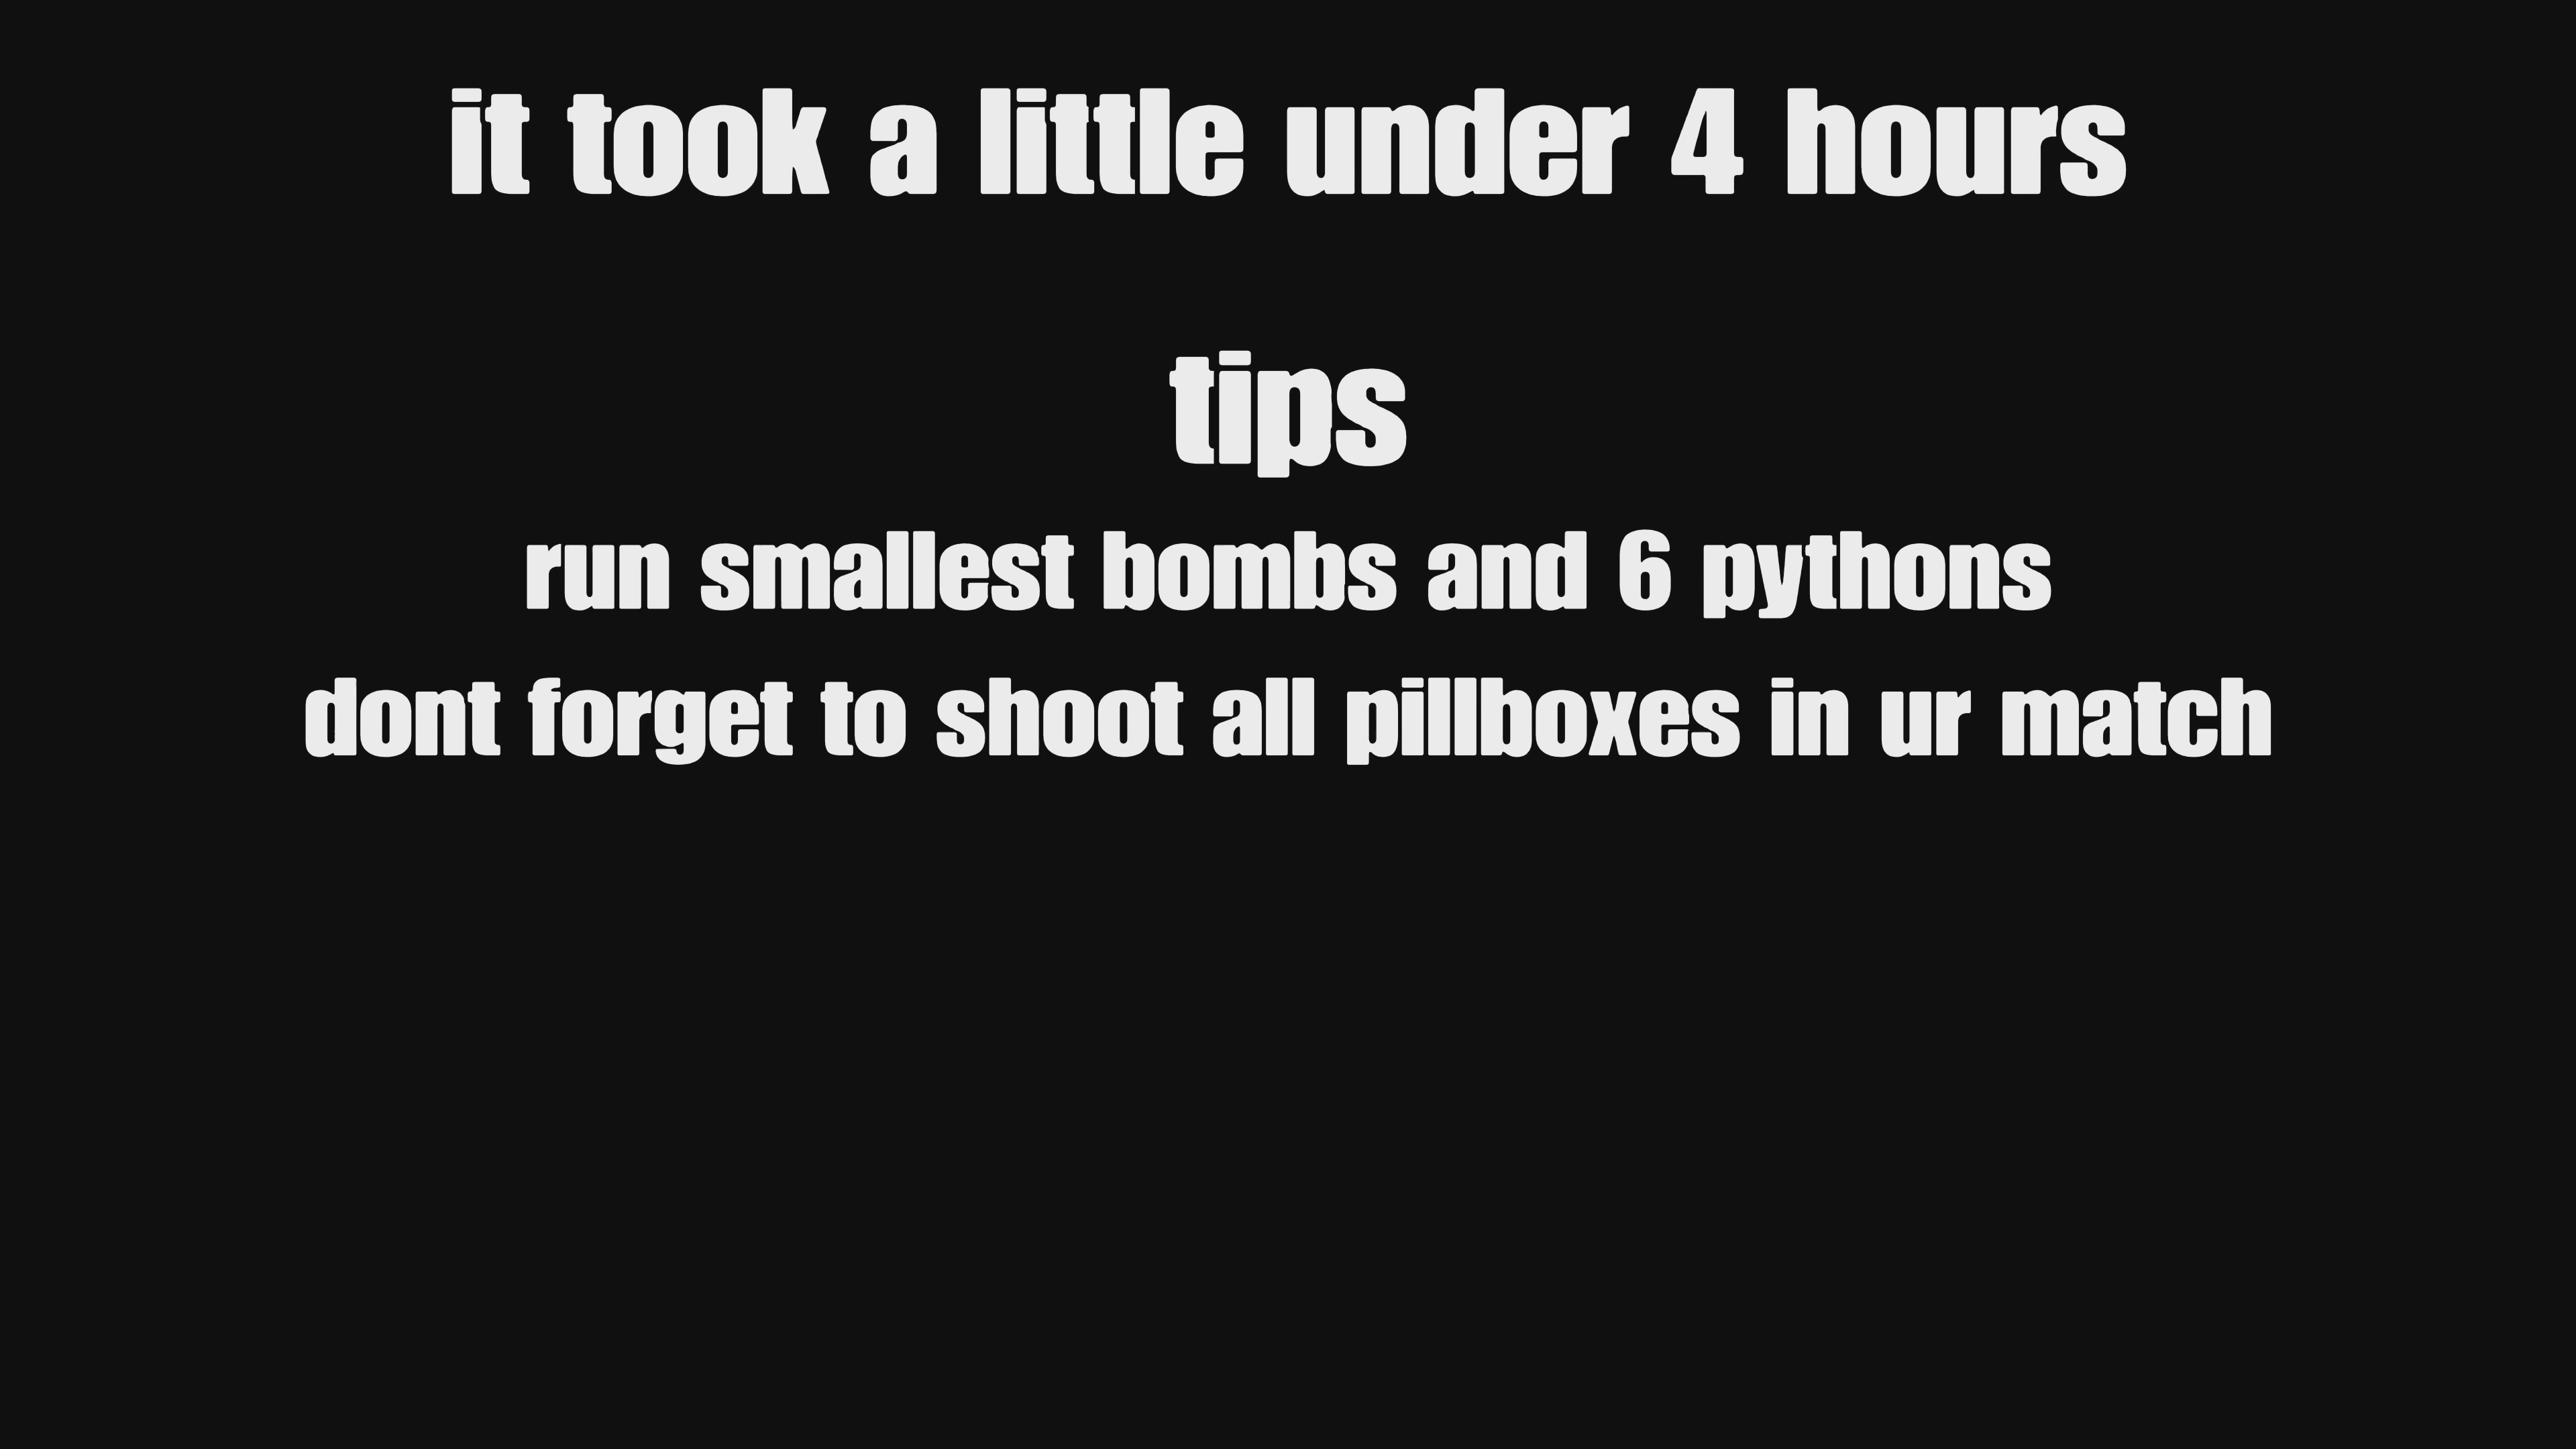 it took a little under 4 hours
tips
run smallest bombs and 6 pythons
dont forget to shoot all pillboxes in ur match